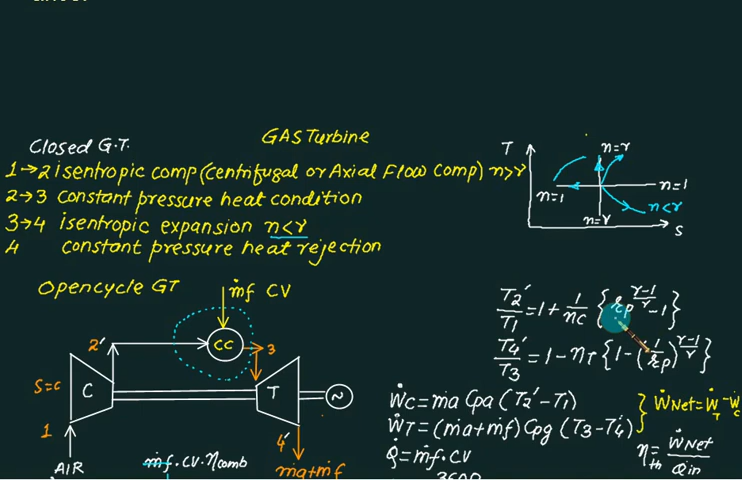 GAS Turbine
Closed G.T.
1→2 isentropic comp (centrifugal or Axial Flow Comp) n>γ
2→3 constant pressure heat condition
3→4 isentropic expansion n<γ
4 constant pressure heat rejection
T
n=γ
n=1
n=1
n<γ
n=γ
S
Opencycle GT
ṁf CV
2'
CC
3
S=C
C
T
~
1
4'
AIR
ṁa+ṁf
ṁf.CV.ηcomb
T2'/T1 = 1 + 1/ηc {rp^(γ-1/γ) - 1}
T4'/T3 = 1 - ηT {1 - (1/rp)^(γ-1/γ)}
ẆC = ṁa Cpa (T2' - T1)
ẆT = (ṁa+ṁf) Cpg (T3 - T4')
Q̇ = ṁf.CV
ẆNet = ẆT - ẆC
ηth = ẆNet/Qin
3600